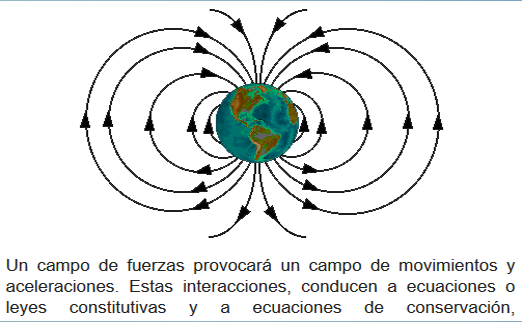 Un campo de fuerzas provocará un campo de movimientos y
aceleraciones. Estas interacciones, conducen a ecuaciones o
leyes constitutivas y a ecuaciones de conservación,